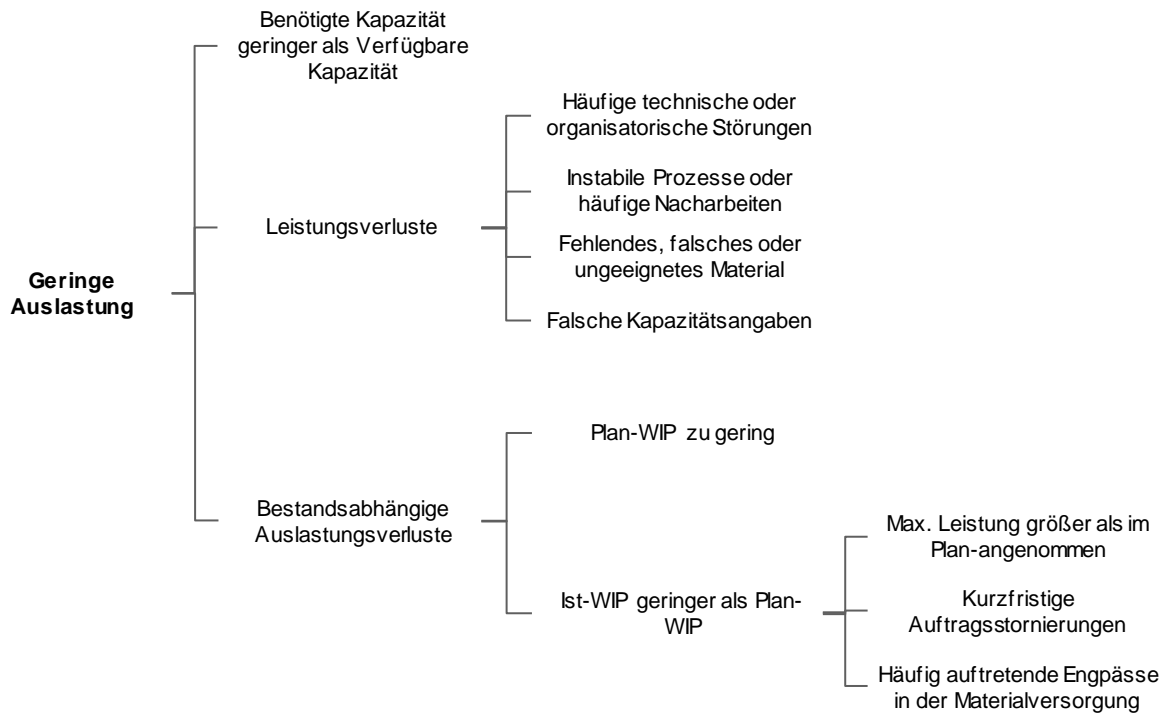 Benötigte Kapazität
geringer als Verfügbare
Kapazität
Häufige technische oder
organisatorische Störungen
Instabile Prozesse oder
häufige Nacharbeiten
Leistungsverluste
Fehlendes, falsches oder
ungeeignetes Material
Geringe
Auslastung
Falsche Kapazitätsangaben
Plan-WIP zu gering
Bestandsabhängige
Auslastungsverluste
Max. Leistung größer als im
Plan-angenommen
Ist-WIP geringer als Plan-
WIP
Kurzfristige
Auftragsstornierungen
Häufig auftretende Engpässe
in der Materialversorgung